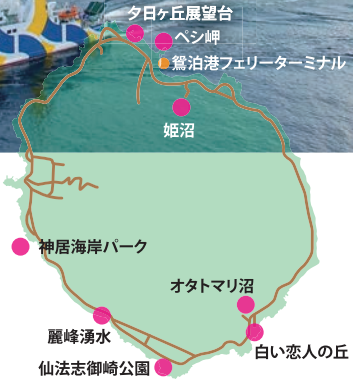 夕日ヶ丘展望台
ペシ岬
鴛泊港フェリーターミナル
姫沼
神居海岸パーク
オタトマリ沼
麗峰湧水
白い恋人の丘
仙法志御崎公園